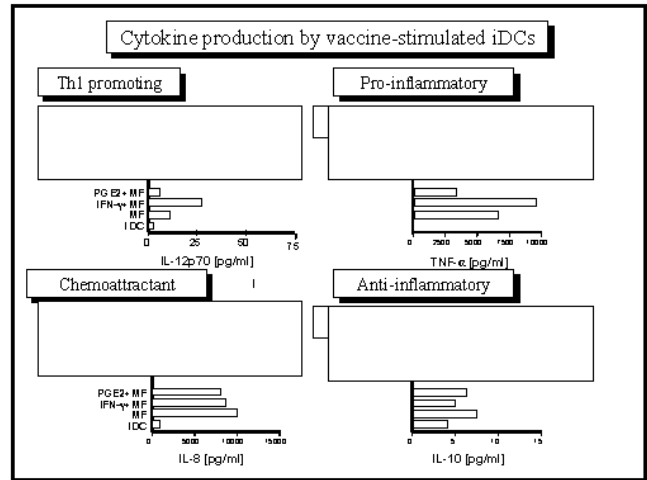 Cytokine production by vaccine-stimulated iDCs
Th1 promoting
PGE2+ MF
IFN-γ+ MF
MF
IDC
0 25 50 75
IL-12p70 [pg/ml]
Pro-inflammatory
0 2500 5000 7500 10000
TNF-α [pg/ml]
Chemoattractant
PGE2+ MF
IFN-γ+ MF
MF
IDC
0 5000 10000 15000
IL-8 [pg/ml]
Anti-inflammatory
0 5 10 15
IL-10 [pg/ml]